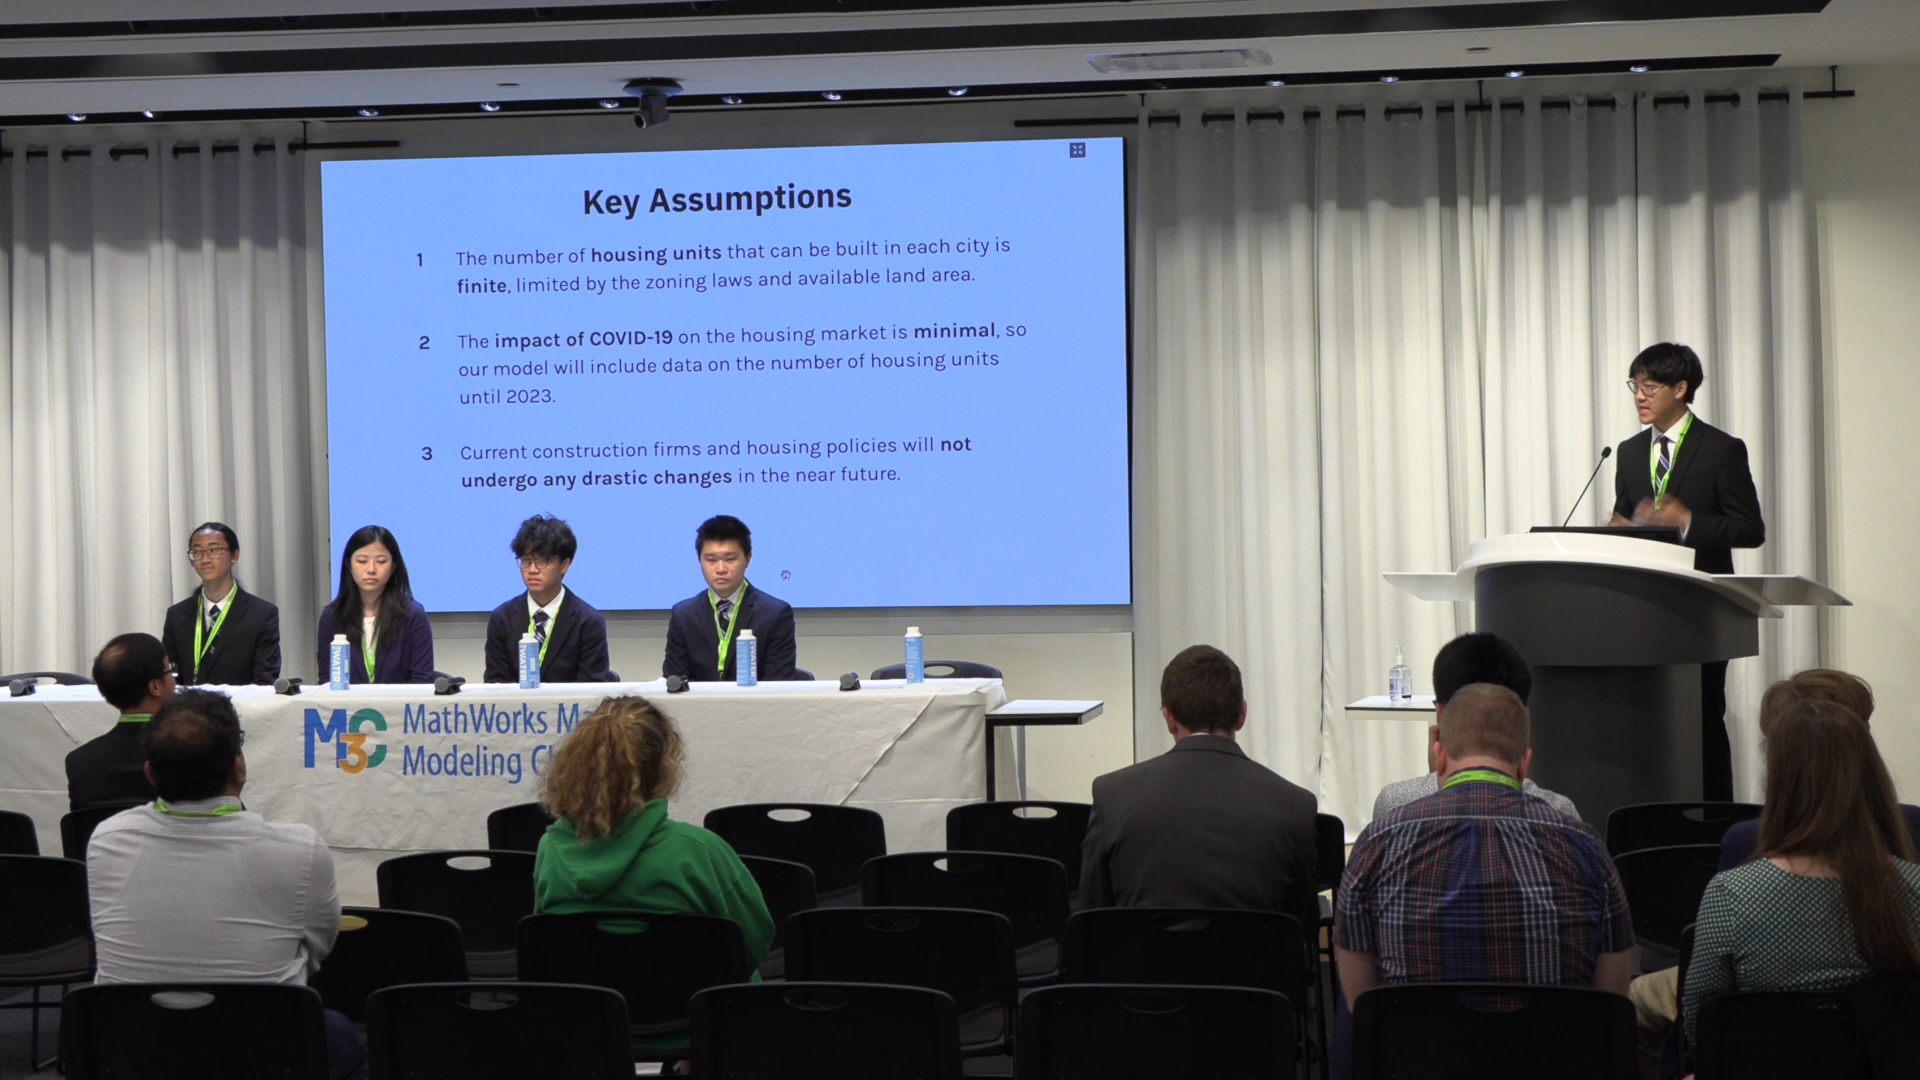 Key Assumptions
1 The number of housing units that can be built in each city is
finite, limited by the zoning laws and available land area.
2 The impact of COVID-19 on the housing market is minimal, so
our model will include data on the number of housing units
until 2023.
3 Current construction firms and housing policies will not
undergo any drastic changes in the near future.
WATER
WATER
WATER
M3C MathWorks M
Modeling C